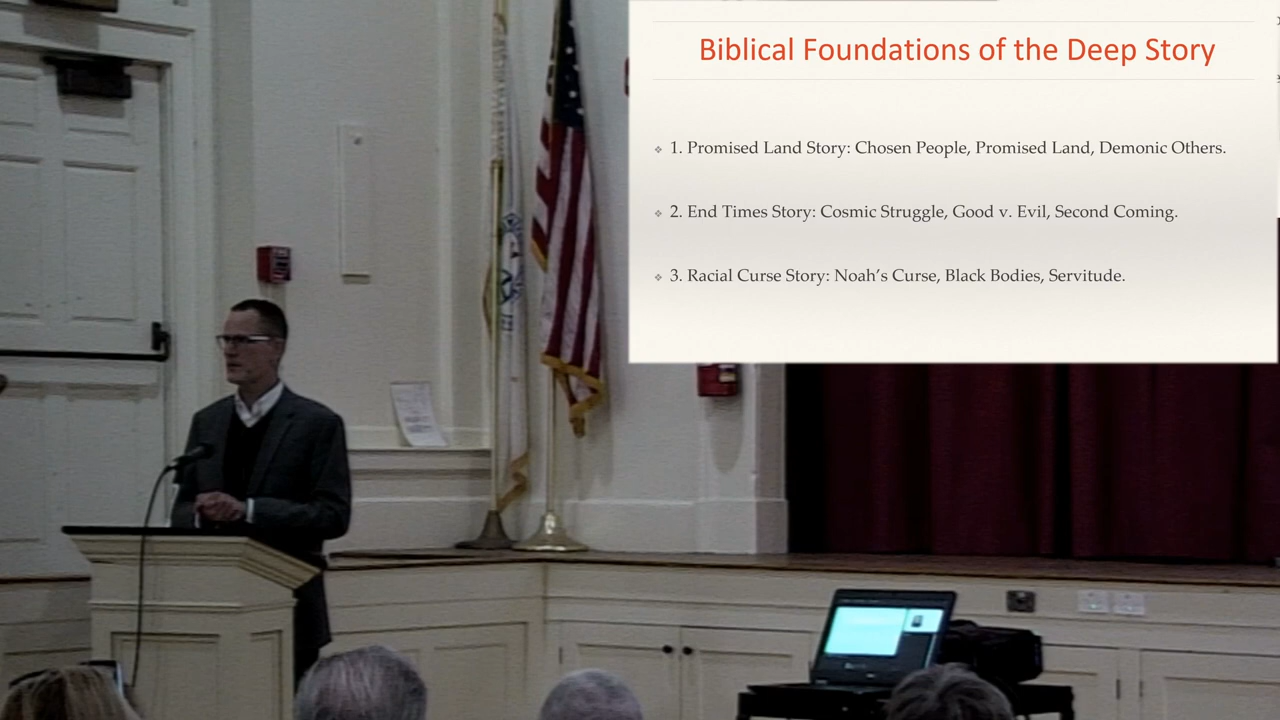 Biblical Foundations of the Deep Story
1. Promised Land Story: Chosen People, Promised Land, Demonic Others.
2. End Times Story: Cosmic Struggle, Good v. Evil, Second Coming.
3. Racial Curse Story: Noah’s Curse, Black Bodies, Servitude.